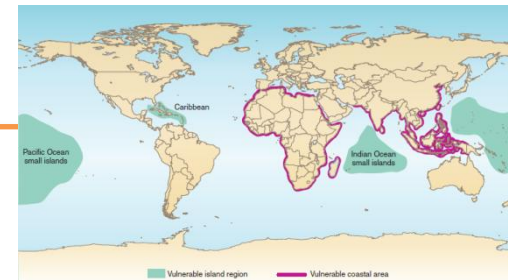 Caribbean
Pacific Ocean
small islands
Indian Ocean
small islands
Vulnerable island region
Vulnerable coastal area